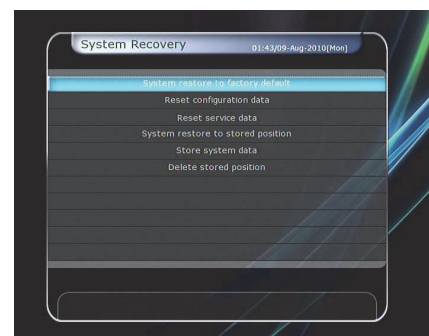 System Recovery
01:43/09-Aug-2010[Mon]
System restore to factory default
Reset configuration data
Reset service data
System restore to stored position
Store system data
Delete stored position